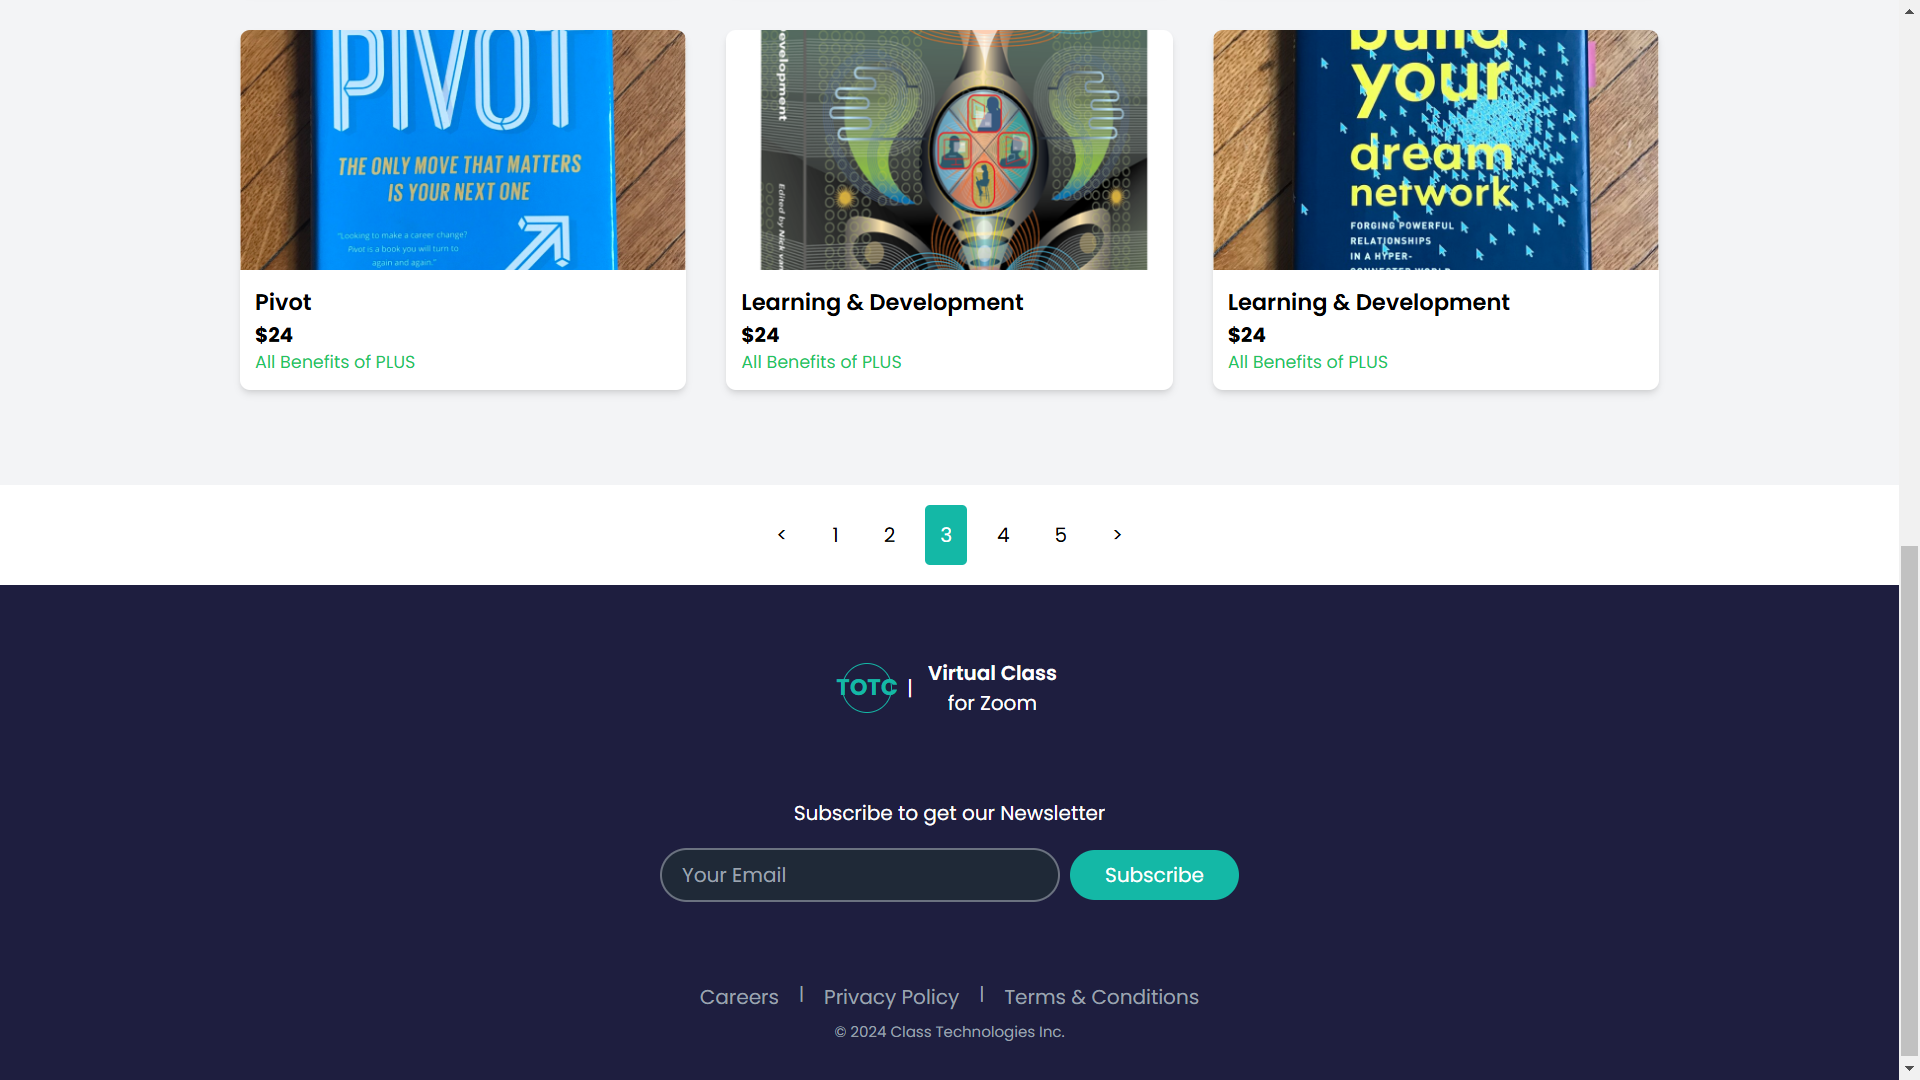 PIVOT
THE ONLY MOVE THAT MATTERS
IS YOUR NEXT ONE
"Looking to make a career change?
Pivot is a book you will turn to
again and again."
Pivot
$24
All Benefits of PLUS
Development
Edited by Nick van
Learning & Development
$24
All Benefits of PLUS
build
your
dream
network
FORGING POWERFUL
RELATIONSHIPS
IN A HYPER-
CONNECTED WORLD
Learning & Development
$24
All Benefits of PLUS
< 1 2 3 4 5 >
TOTC | Virtual Class
for Zoom
Subscribe to get our Newsletter
Your Email Subscribe
Careers | Privacy Policy | Terms & Conditions
© 2024 Class Technologies Inc.